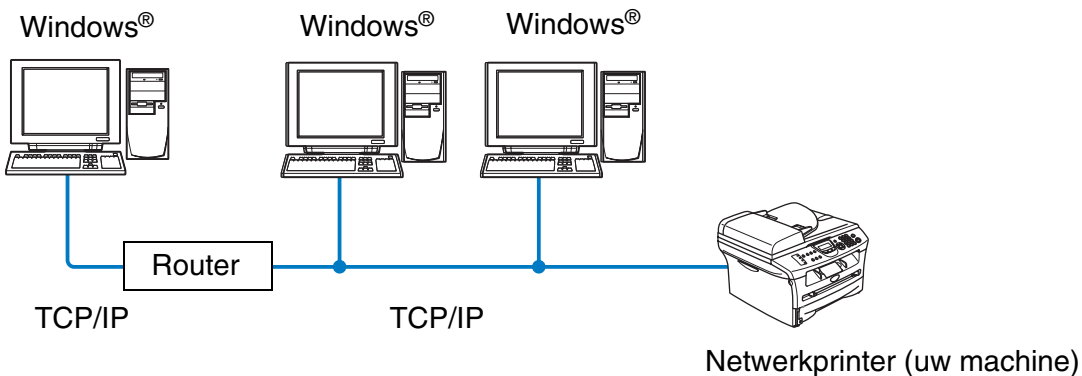 Windows®
Windows®
Windows®
Router
TCP/IP
TCP/IP
Netwerkprinter (uw machine)